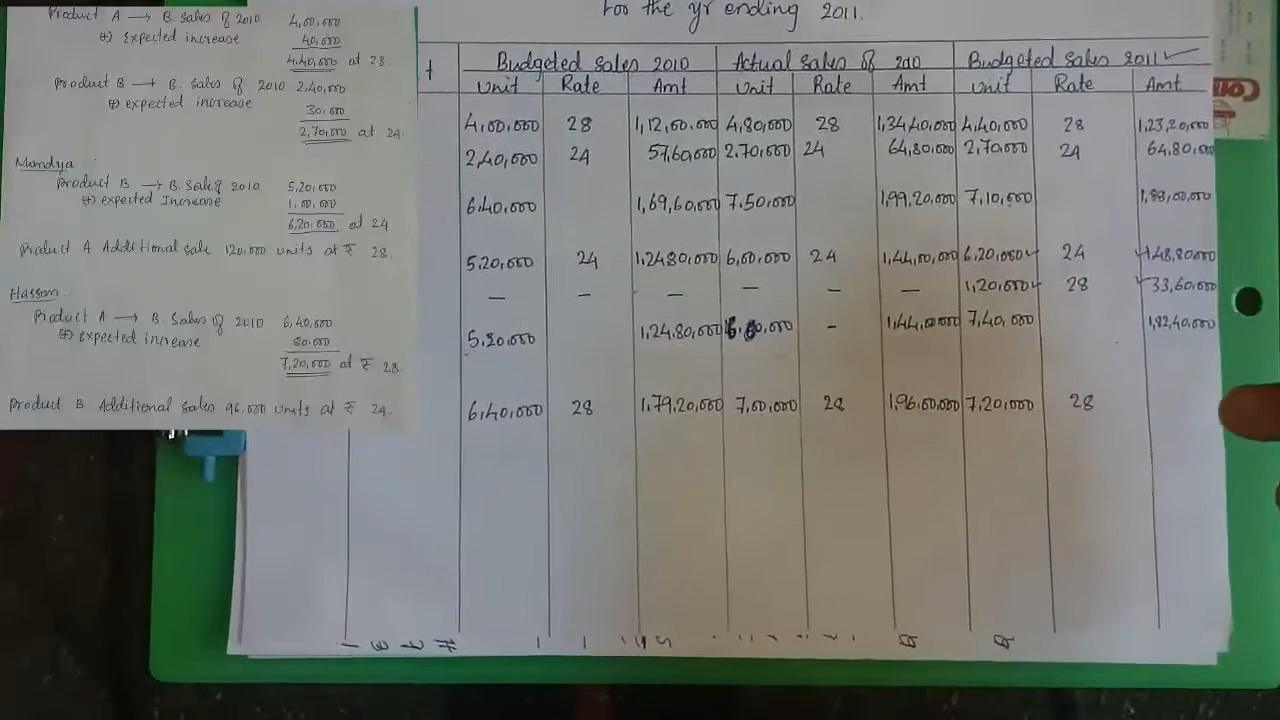 Product A → B. Sales of 2010 4,00,000
(+) Expected increase 40,000
4,40,000 at 28.
Product B → B. Sales of 2010 2,40,000
(+) expected increase 30,000
2,70,000 at 24.
Mandya
Product B → B. Sale of 2010 5,20,000
(+) expected Increase 1,00,000
6,20,000 at 24
Product A Additional sale 120,000 units at ₹ 28.
Hassan
Product A → B. Sales of 2010 6,40,000
(+) expected increase 80,000
7,20,000 at ₹ 28.
Product B Additional Sales 96,000 units at ₹ 24.
For the yr ending 2011.
t Budgeted Sales 2010 Actual Sales of 2010 Budgeted Sales 2011 ✓
Unit Rate Amt Unit Rate Amt Unit Rate Amt
4,00,000 28 1,12,00,000 4,80,000 28 1,34,40,000 4,40,000 28 1,23,20,000
2,40,000 24 57,60,000 2,70,000 24 64,80,000 2,70,000 24 64,80,000
6,40,000 1,69,60,000 7,50,000 1,99,20,000 7,10,000 1,88,00,000
5,20,000 24 1,24,80,000 6,00,000 24 1,44,00,000 6,20,000 24 1,48,80,000
— — — — — — 1,20,000 28 33,60,000
5,20,000 1,24,80,000 6,00,000 - 1,44,00,000 7,40,000 1,82,40,000
6,40,000 28 1,79,20,000 7,00,000 28 1,96,00,000 7,20,000 28